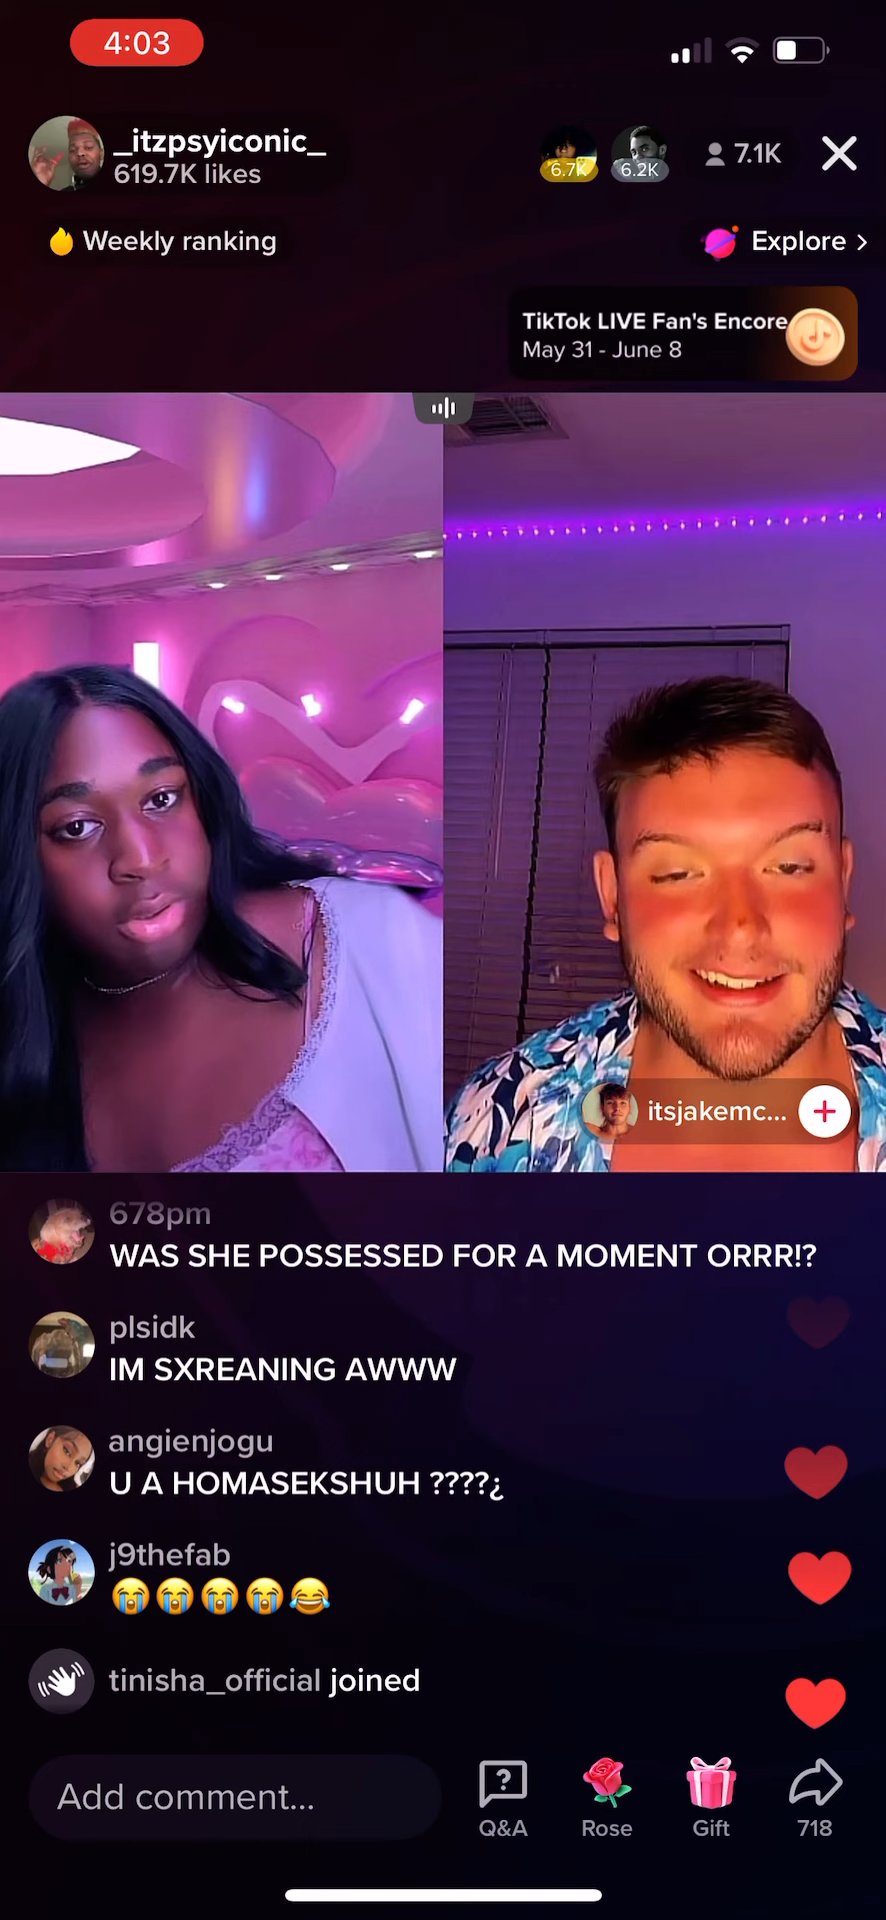 4:03
_itzpsyiconic_
619.7K likes
6.7K
6.2K
7.1K
Weekly ranking
Explore >
TikTok LIVE Fan's Encore
May 31 - June 8
itsjakemc...
678pm
WAS SHE POSSESSED FOR A MOMENT ORRR!?
plsidk
IM SXREANING AWWW
angienjogu
U A HOMASEKSHUH ????¿
j9thefab
😭😭😭😭😂
tinisha_official joined
Add comment...
Q&A
Rose
Gift
718